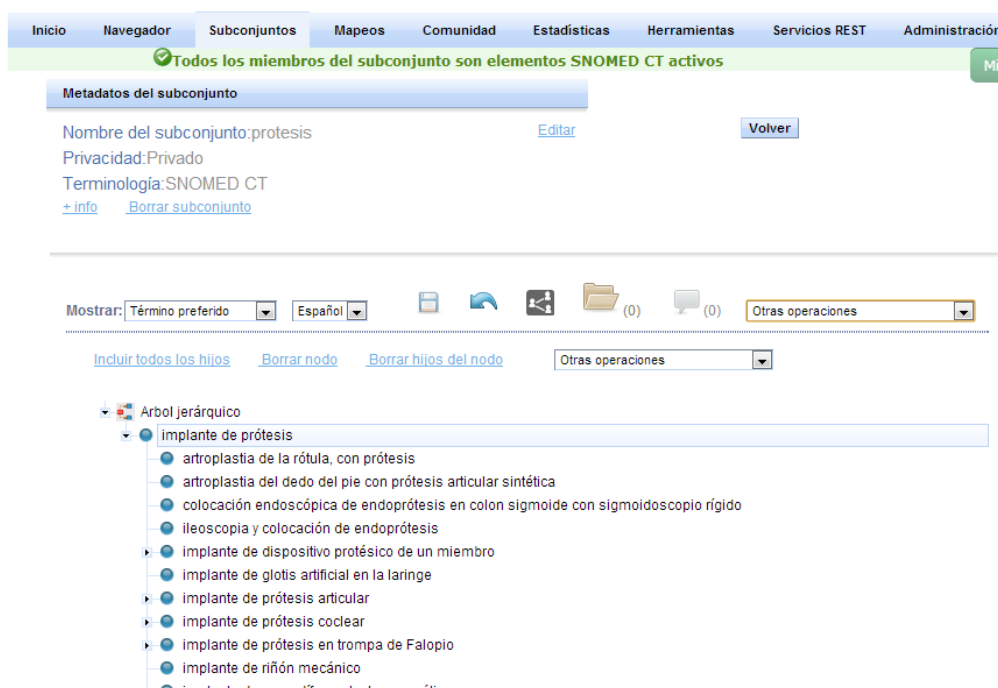 Inicio Navegador Subconjuntos Mapeos Comunidad Estadísticas Herramientas Servicios REST Administración
Todos los miembros del subconjunto son elementos SNOMED CT activos
Mi
Metadatos del subconjunto
Nombre del subconjunto:protesis Editar Volver
Privacidad:Privado
Terminología:SNOMED CT
+ info Borrar subconjunto
Mostrar: Término preferido Español (0) (0) Otras operaciones
Incluir todos los hijos Borrar nodo Borrar hijos del nodo Otras operaciones
Arbol jerárquico
implante de prótesis
artroplastia de la rótula, con prótesis
artroplastia del dedo del pie con prótesis articular sintética
colocación endoscópica de endoprótesis en colon sigmoide con sigmoidoscopio rígido
ileoscopia y colocación de endoprótesis
implante de dispositivo protésico de un miembro
implante de glotis artificial en la laringe
implante de prótesis articular
implante de prótesis coclear
implante de prótesis en trompa de Falopio
implante de riñón mecánico